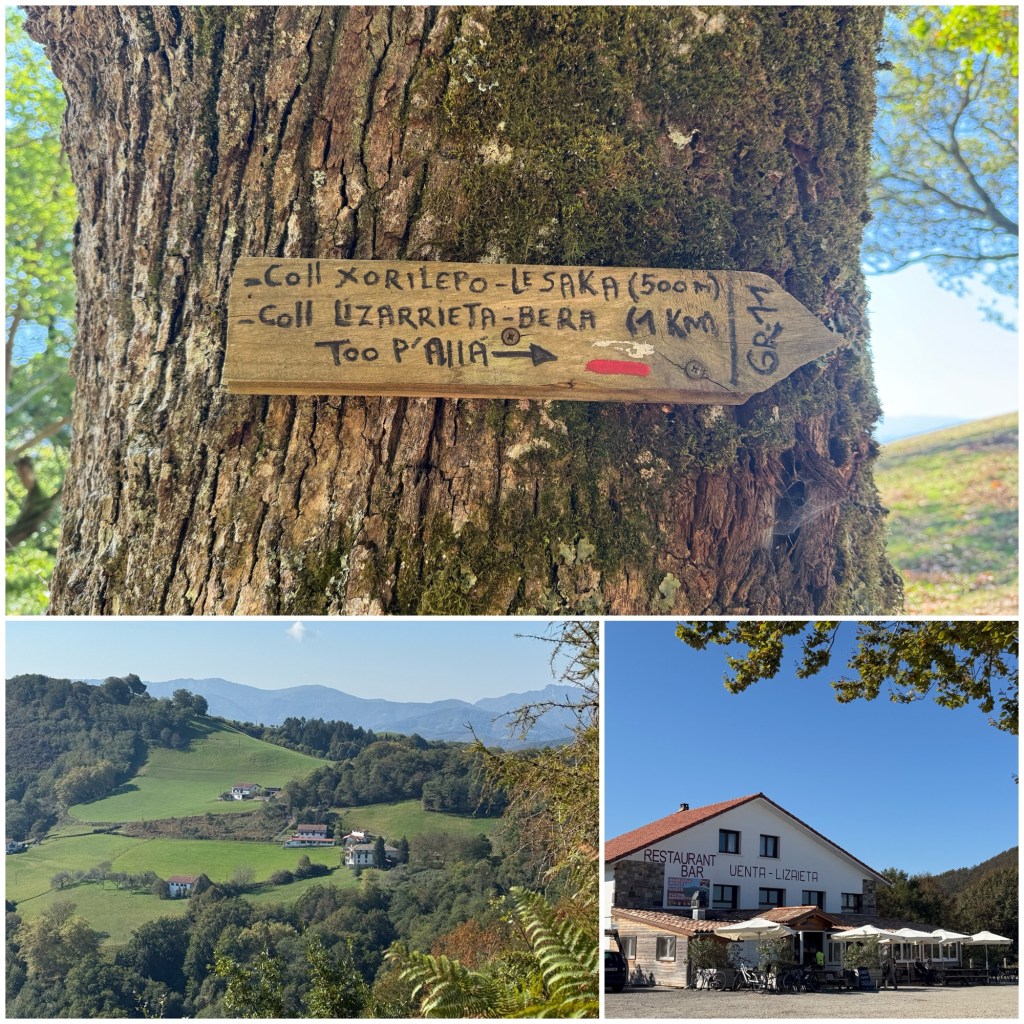 - Coll XORILEPO - LESAKA (500 m)
- Coll LIZARRIETA - BERA (1 KM)
Too P'AllÁ →
GR: 11
RESTAURANT
BAR
VENTA - LIZAIETA